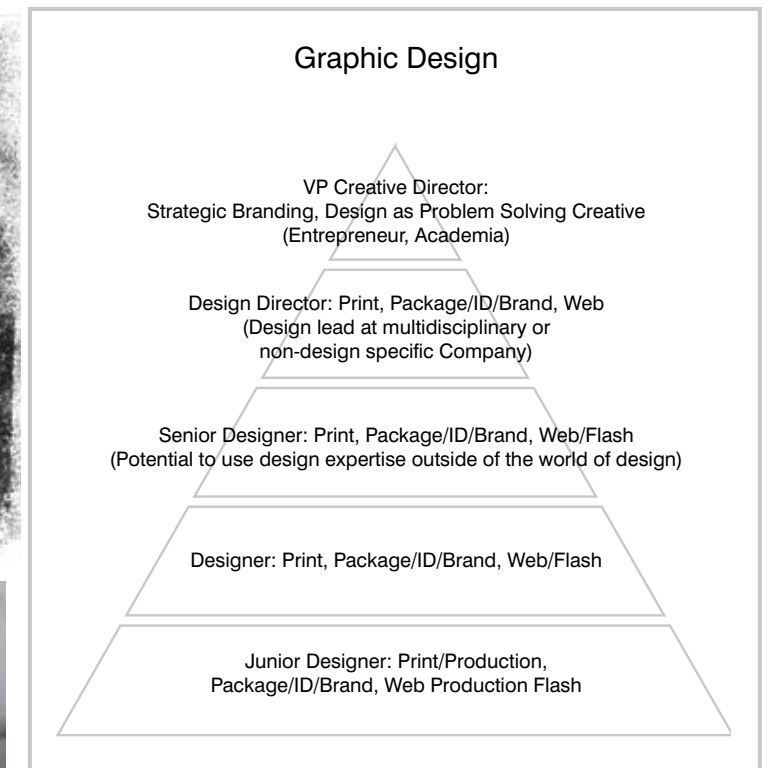 Graphic Design
VP Creative Director:
Strategic Branding, Design as Problem Solving Creative
(Entrepreneur, Academia)
Design Director: Print, Package/ID/Brand, Web
(Design lead at multidisciplinary or
non-design specific Company)
Senior Designer: Print, Package/ID/Brand, Web/Flash
(Potential to use design expertise outside of the world of design)
Designer: Print, Package/ID/Brand, Web/Flash
Junior Designer: Print/Production,
Package/ID/Brand, Web Production Flash